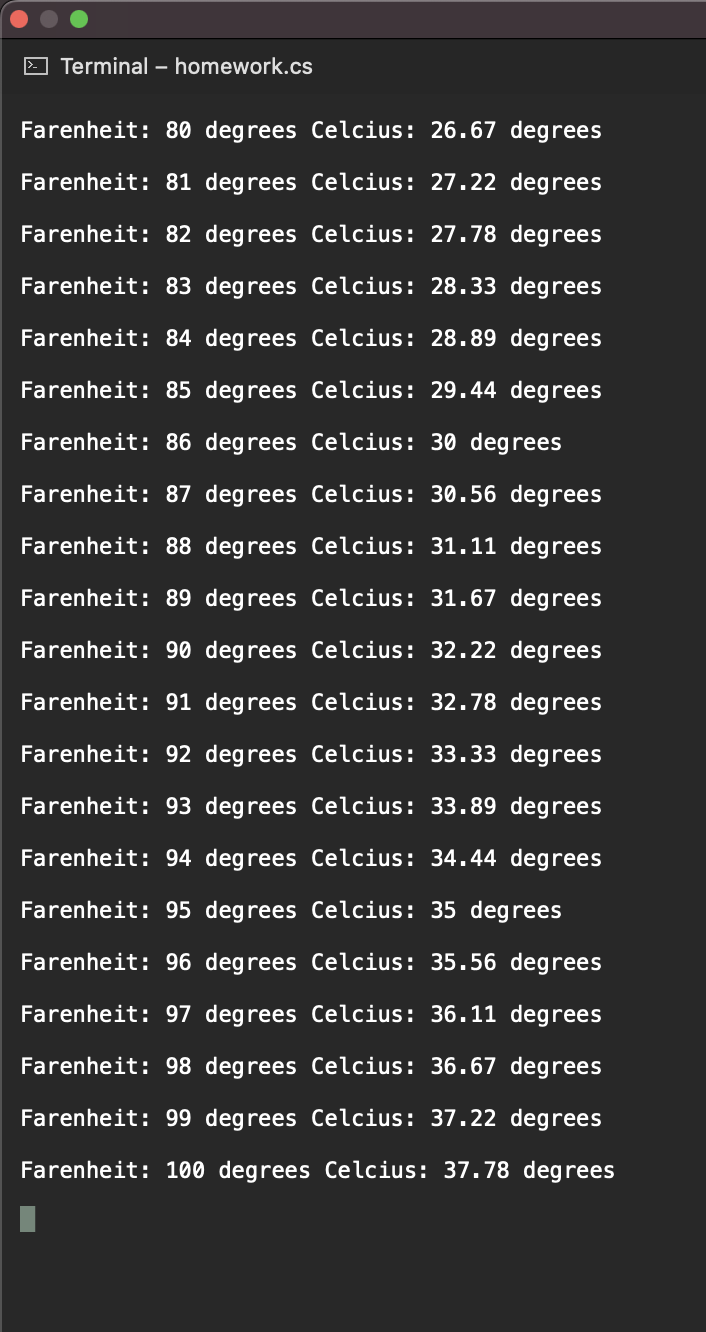 Terminal – homework.cs
Farenheit: 80 degrees Celcius: 26.67 degrees
Farenheit: 81 degrees Celcius: 27.22 degrees
Farenheit: 82 degrees Celcius: 27.78 degrees
Farenheit: 83 degrees Celcius: 28.33 degrees
Farenheit: 84 degrees Celcius: 28.89 degrees
Farenheit: 85 degrees Celcius: 29.44 degrees
Farenheit: 86 degrees Celcius: 30 degrees
Farenheit: 87 degrees Celcius: 30.56 degrees
Farenheit: 88 degrees Celcius: 31.11 degrees
Farenheit: 89 degrees Celcius: 31.67 degrees
Farenheit: 90 degrees Celcius: 32.22 degrees
Farenheit: 91 degrees Celcius: 32.78 degrees
Farenheit: 92 degrees Celcius: 33.33 degrees
Farenheit: 93 degrees Celcius: 33.89 degrees
Farenheit: 94 degrees Celcius: 34.44 degrees
Farenheit: 95 degrees Celcius: 35 degrees
Farenheit: 96 degrees Celcius: 35.56 degrees
Farenheit: 97 degrees Celcius: 36.11 degrees
Farenheit: 98 degrees Celcius: 36.67 degrees
Farenheit: 99 degrees Celcius: 37.22 degrees
Farenheit: 100 degrees Celcius: 37.78 degrees